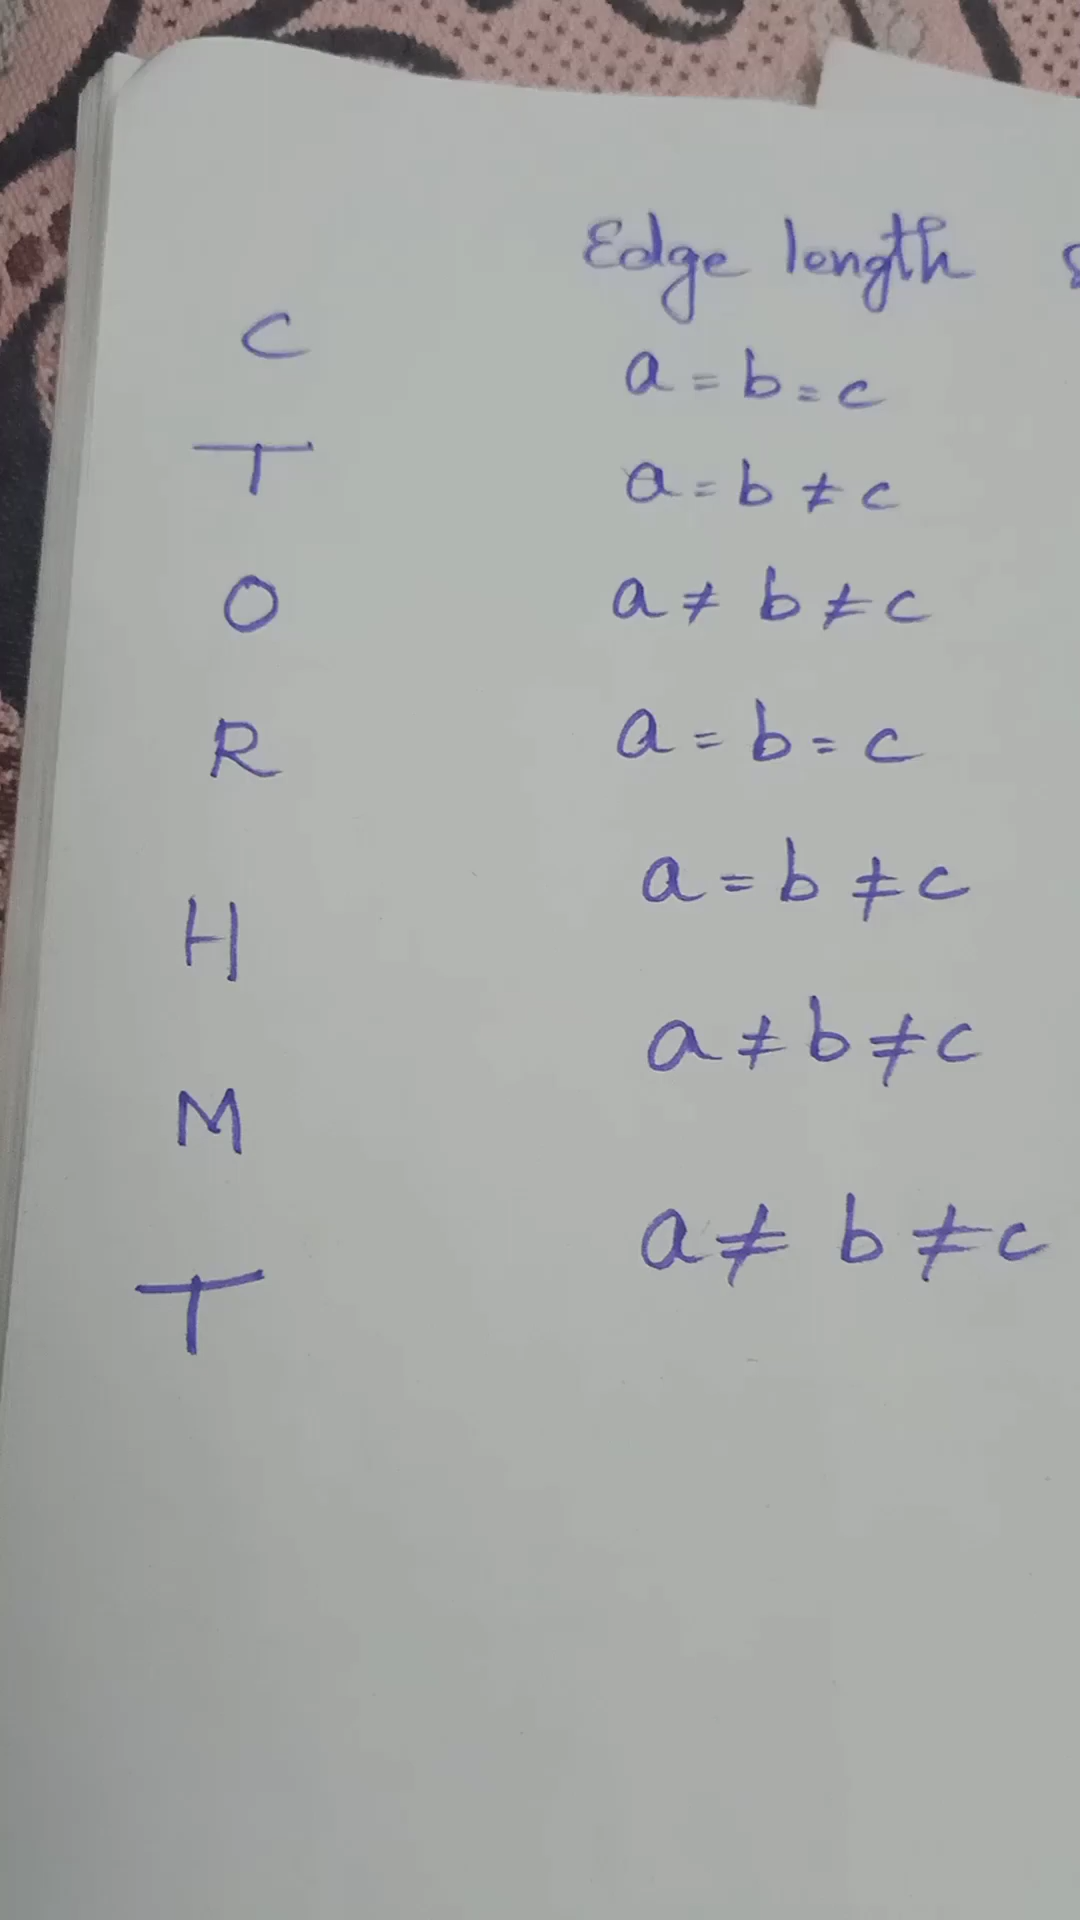 Edge length
C a = b = c
T a = b ≠ c
O a ≠ b ≠ c
R a = b = c
H a = b ≠ c
M a ≠ b ≠ c
T a ≠ b ≠ c